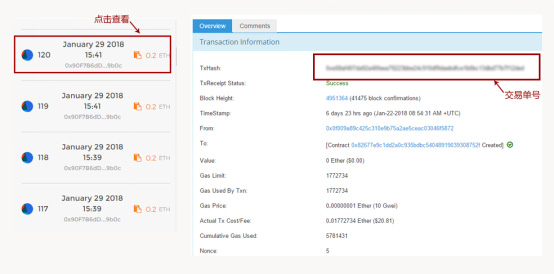 点击查看
January 29 2018
120
15:41
0.2 ETH
0x90F786dD...9b0c
January 29 2018
119
15:41
0.2 ETH
0x90F786dD...9b0c
January 29 2018
118
15:39
0.2 ETH
0x90F786dD...9b0c
January 29 2018
117
15:39
0.2 ETH
0x90F786dD...9b0c
Overview
Comments
Transaction Information
TxHash:
TxReceipt Status:
Success
交易单号
Block Height:
4951364 (41475 block confirmations)
TimeStamp:
6 days 23 hrs ago (Jan-22-2018 08:54:31 AM +UTC)
From:
To:
[Contract
Created]
Value:
0 Ether ($0.00)
Gas Limit:
1772734
Gas Used By Txn:
1772734
Gas Price:
0.00000001 Ether (10 Gwei)
Actual Tx Cost/Fee:
0.01772734 Ether ($20.81)
Cumulative Gas Used:
5781431
Nonce:
5